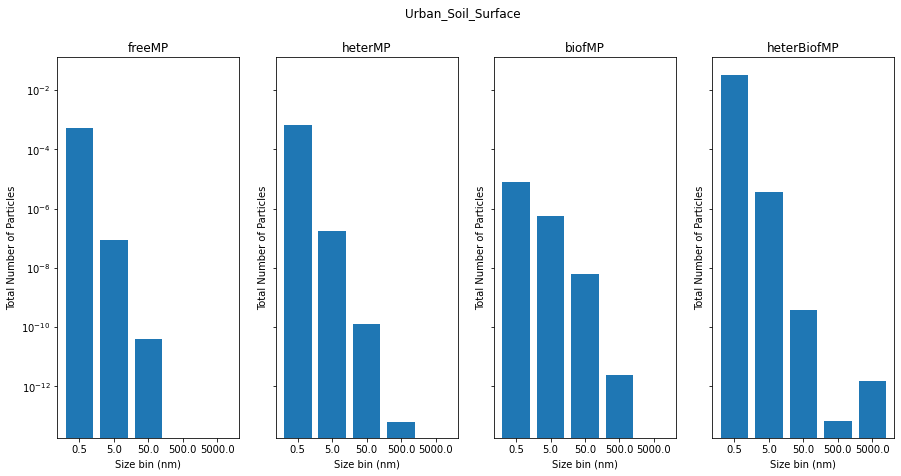 Urban_Soil_Surface
freeMP
heterMP
biofMP
heterBiofMP
Total Number of Particles
10⁻²
10⁻⁴
10⁻⁶
10⁻⁸
10⁻¹⁰
10⁻¹²
0.5 5.0 50.0 500.0 5000.0
Size bin (nm)
Total Number of Particles
0.5 5.0 50.0 500.0 5000.0
Size bin (nm)
Total Number of Particles
0.5 5.0 50.0 500.0 5000.0
Size bin (nm)
Total Number of Particles
0.5 5.0 50.0 500.0 5000.0
Size bin (nm)